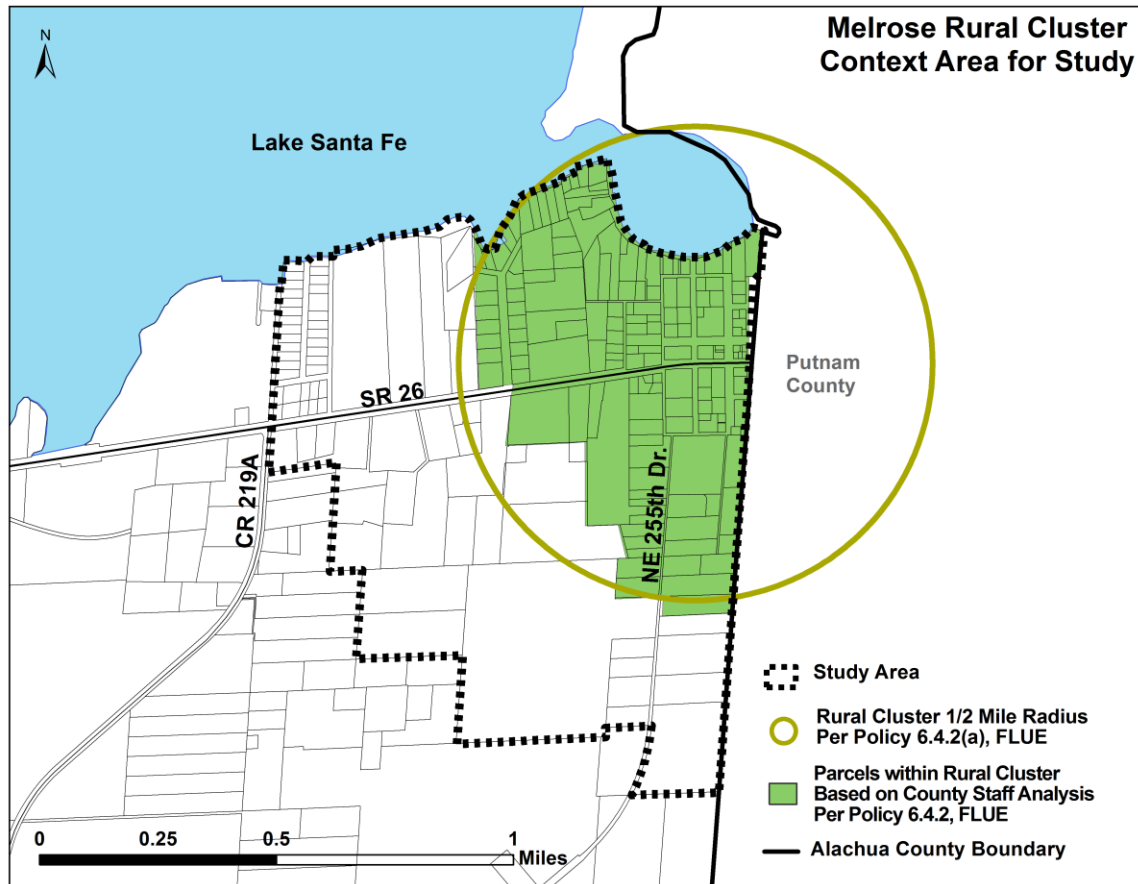 Melrose Rural Cluster
Context Area for Study
N
Lake Santa Fe
Putnam
County
SR 26
CR 219A
NE 255th Dr.
Study Area
Rural Cluster 1/2 Mile Radius
Per Policy 6.4.2(a), FLUE
Parcels within Rural Cluster
Based on County Staff Analysis
Per Policy 6.4.2, FLUE
Alachua County Boundary
0 0.25 0.5 1
Miles